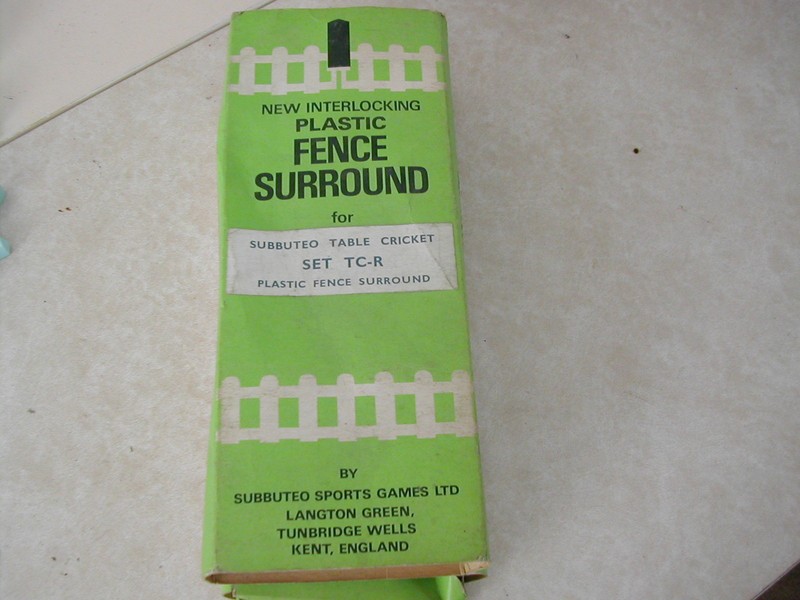 NEW INTERLOCKING
PLASTIC
FENCE
SURROUND
for
SUBBUTEO TABLE CRICKET
SET TC-R
PLASTIC FENCE SURROUND
BY
SUBBUTEO SPORTS GAMES LTD
LANGTON GREEN,
TUNBRIDGE WELLS
KENT, ENGLAND